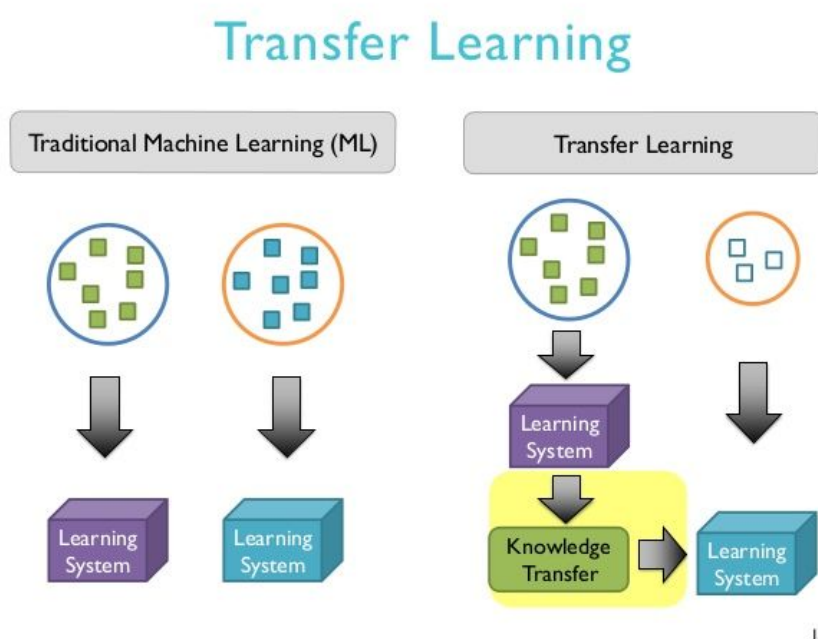 Transfer Learning
Traditional Machine Learning (ML)
Transfer Learning
Learning
System
Learning
System
Learning
System
Knowledge
Transfer
Learning
System